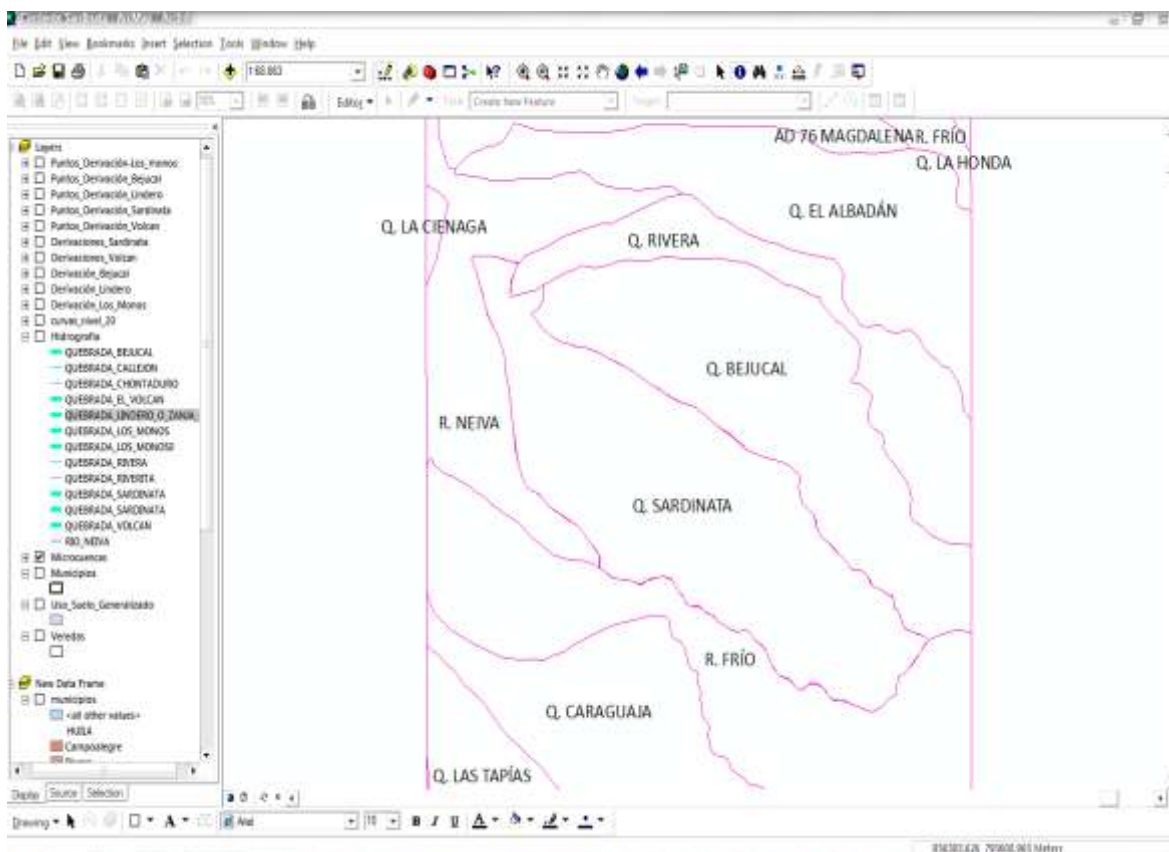 File Edit View Bookmarks Insert Selection Tools Window Help
Editor Create New Feature
Layers
Puntos_Derivación-Los_monos
Puntos_Derivación_Bejucal
Puntos_Derivación_Lindero
Puntos_Derivación_Sardinata
Puntos_Derivación_Volcan
Derivaciones_Sardinata
Derivaciones_Volcan
Derivación_Bejucal
Derivación_Lindero
Derivación_Los_Monos
curvas_nivel_20
Hidrografia
QUEBRADA_BEJUCAL
QUEBRADA_CALLEJON
QUEBRADA_CHONTADURO
QUEBRADA_EL_VOLCAN
QUEBRADA_LINDERO_O_ZANJA_
QUEBRADA_LOS_MONOS
QUEBRADA_LOS_MONOSII
QUEBRADA_RIVERA
QUEBRADA_RIVERITA
QUEBRADA_SARDINATA
QUEBRADA_SARDINATA
QUEBRADA_VOLCAN
RIO_NEIVA
Microcuencas
Municipios
Uso_Suelo_Generalizado
Veredas
New Data Frame
municipios
<all other values>
HUILA
Campoalegre
Display Source Selection
AD 76 MAGDALENA R. FRÍO
Q. LA HONDA
Q. EL ALBADÁN
Q. LA CIENAGA
Q. RIVERA
Q. BEJUCAL
R. NEIVA
Q. SARDINATA
R. FRÍO
Q. CARAGUAJA
Q. LAS TAPÍAS
Drawing A Arial 10 B I U A